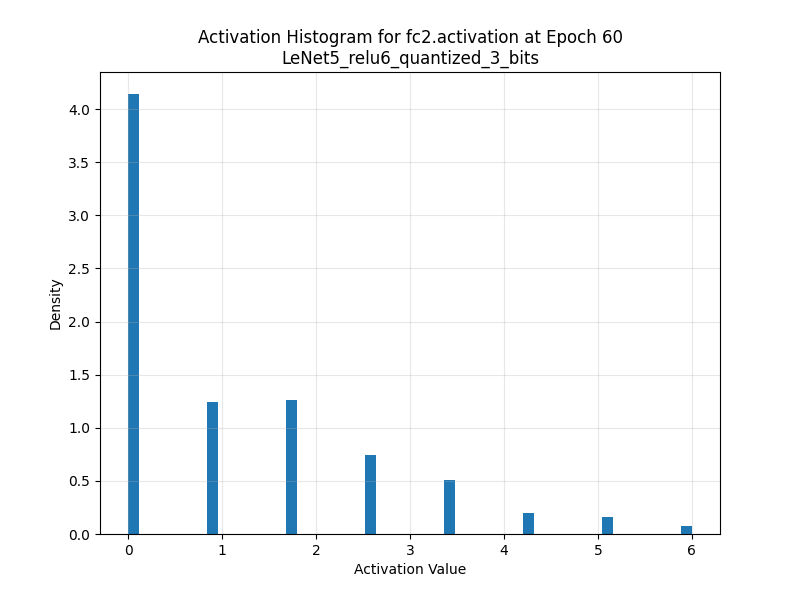 Activation Histogram for fc2.activation at Epoch 60
LeNet5_relu6_quantized_3_bits
4.0
3.5
3.0
2.5
2.0
1.5
1.0
0.5
0.0
Density
0 1 2 3 4 5 6
Activation Value